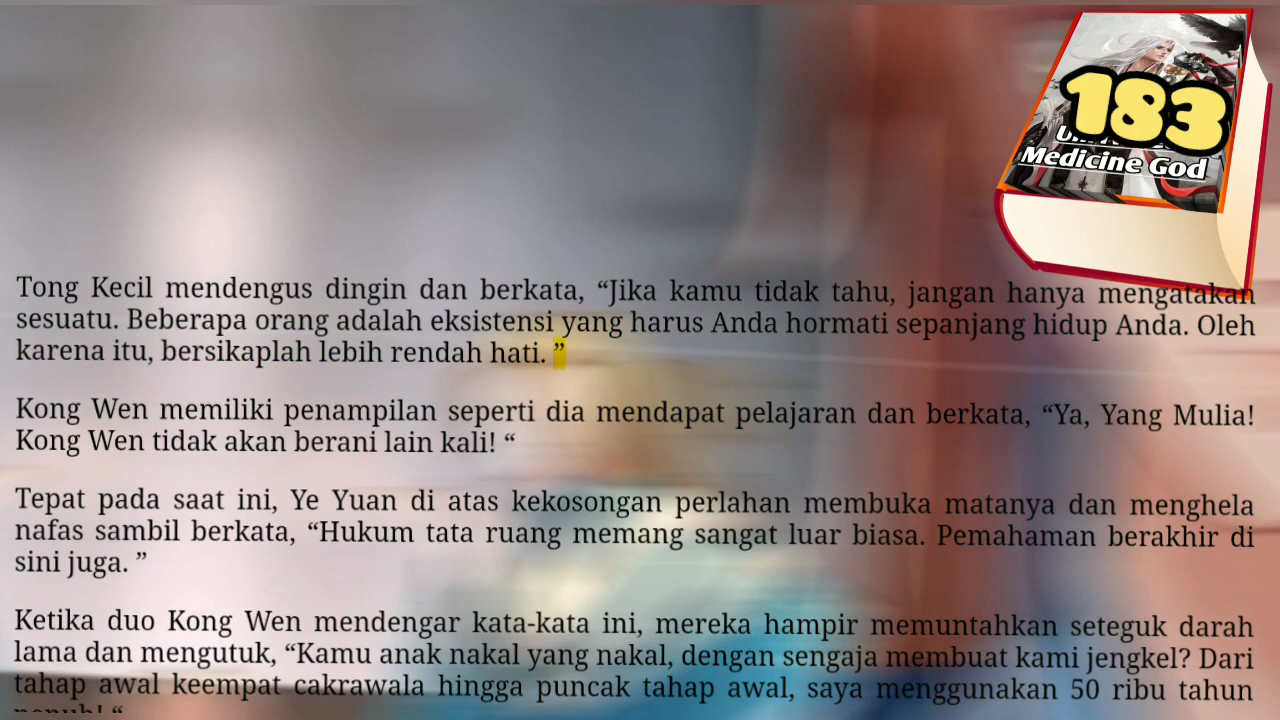 183
Medicine God
Tong Kecil mendengus dingin dan berkata, “Jika kamu tidak tahu, jangan hanya mengatakan
sesuatu. Beberapa orang adalah eksistensi yang harus Anda hormati sepanjang hidup Anda. Oleh
karena itu, bersikaplah lebih rendah hati. ”
Kong Wen memiliki penampilan seperti dia mendapat pelajaran dan berkata, “Ya, Yang Mulia!
Kong Wen tidak akan berani lain kali! “
Tepat pada saat ini, Ye Yuan di atas kekosongan perlahan membuka matanya dan menghela
nafas sambil berkata, “Hukum tata ruang memang sangat luar biasa. Pemahaman berakhir di
sini juga. ”
Ketika duo Kong Wen mendengar kata-kata ini, mereka hampir memuntahkan seteguk darah
lama dan mengutuk, “Kamu anak nakal yang nakal, dengan sengaja membuat kami jengkel? Dari
tahap awal keempat cakrawala hingga puncak tahap awal, saya menggunakan 50 ribu tahun